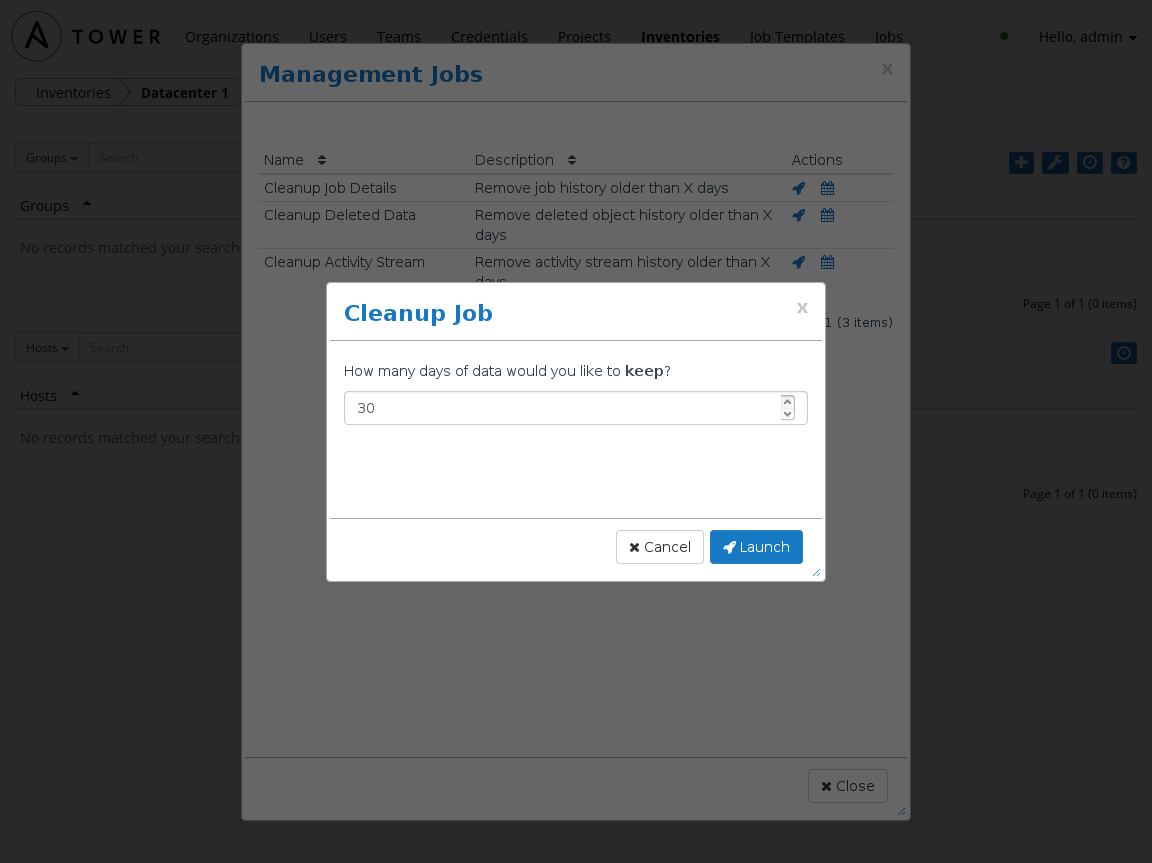 TOWER Organizations Users Teams Credentials Projects Inventories Job Templates Jobs Hello, admin
Inventories Datacenter 1
Management Jobs x
Groups Search
Name Description Actions
Cleanup Job Details Remove job history older than X days
Cleanup Deleted Data Remove deleted object history older than X
days
Cleanup Activity Stream Remove activity stream history older than X
days
Groups
No records matched your search
Page 1 of 1 (0 items)
1 (3 items)
Hosts Search
Hosts
No records matched your search
Page 1 of 1 (0 items)
Cleanup Job x
How many days of data would you like to keep?
30
Cancel Launch
Close